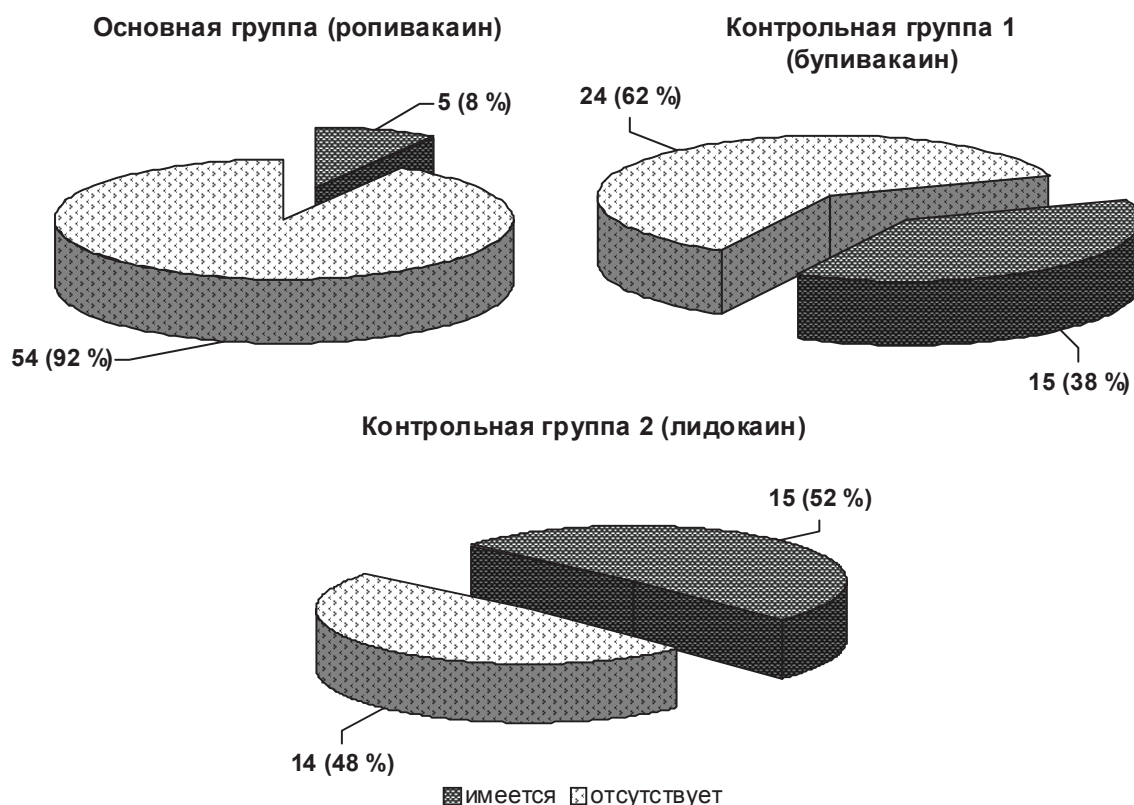 Основная группа (ропивакаин)
5 (8 %)
54 (92 %)
Контрольная группа 1
(бупивакаин)
24 (62 %)
15 (38 %)
Контрольная группа 2 (лидокаин)
15 (52 %)
14 (48 %)
имеется отсутствует